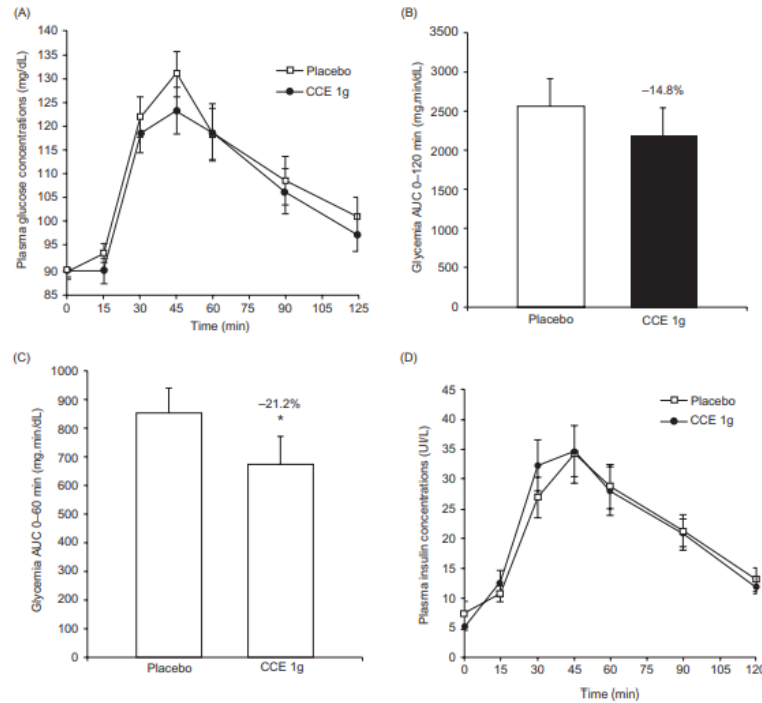 (A)
140
135
130
125
120
115
110
105
100
95
90
85
Plasma glucose concentrations (mg/dL)
Placebo
CCE 1g
0 15 30 45 60 75 90 105 125
Time (min)
(B)
3500
3000
2500
2000
1500
1000
500
0
Glycemia AUC 0–120 min (mg.min/dL)
–14.8%
Placebo CCE 1g
(C)
1000
900
800
700
600
500
400
300
200
100
0
Glycemia AUC 0–60 min (mg.min/dL)
–21.2%
*
Placebo CCE 1g
(D)
45
40
35
30
25
20
15
10
5
0
Plasma insulin concentrations (UI/L)
Placebo
CCE 1g
0 15 30 45 60 75 90 105 120
Time (min)